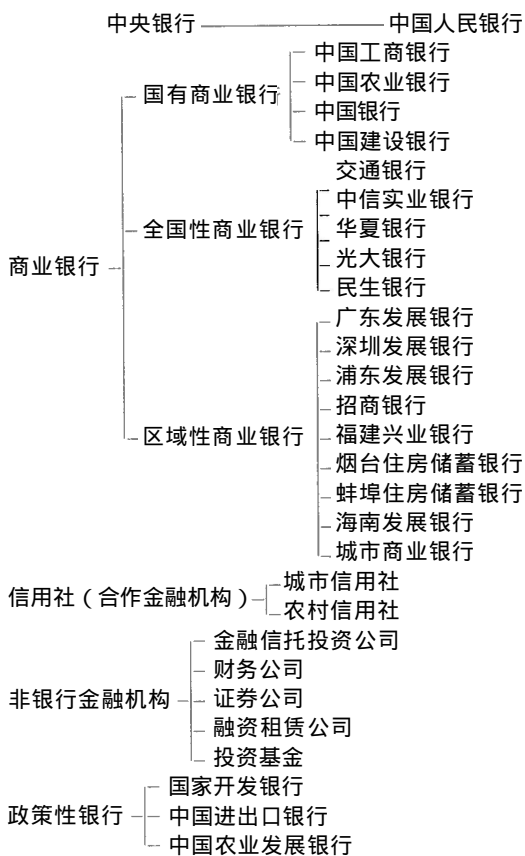 中央银行 中国人民银行
中国工商银行
国有商业银行 中国农业银行
中国银行
中国建设银行
交通银行
中信实业银行
全国性商业银行 华夏银行
商业银行 光大银行
民生银行
广东发展银行
深圳发展银行
浦东发展银行
招商银行
区域性商业银行 福建兴业银行
烟台住房储蓄银行
蚌埠住房储蓄银行
海南发展银行
城市商业银行
信用社(合作金融机构) 城市信用社
农村信用社
金融信托投资公司
财务公司
非银行金融机构 证券公司
融资租赁公司
投资基金
国家开发银行
政策性银行 中国进出口银行
中国农业发展银行